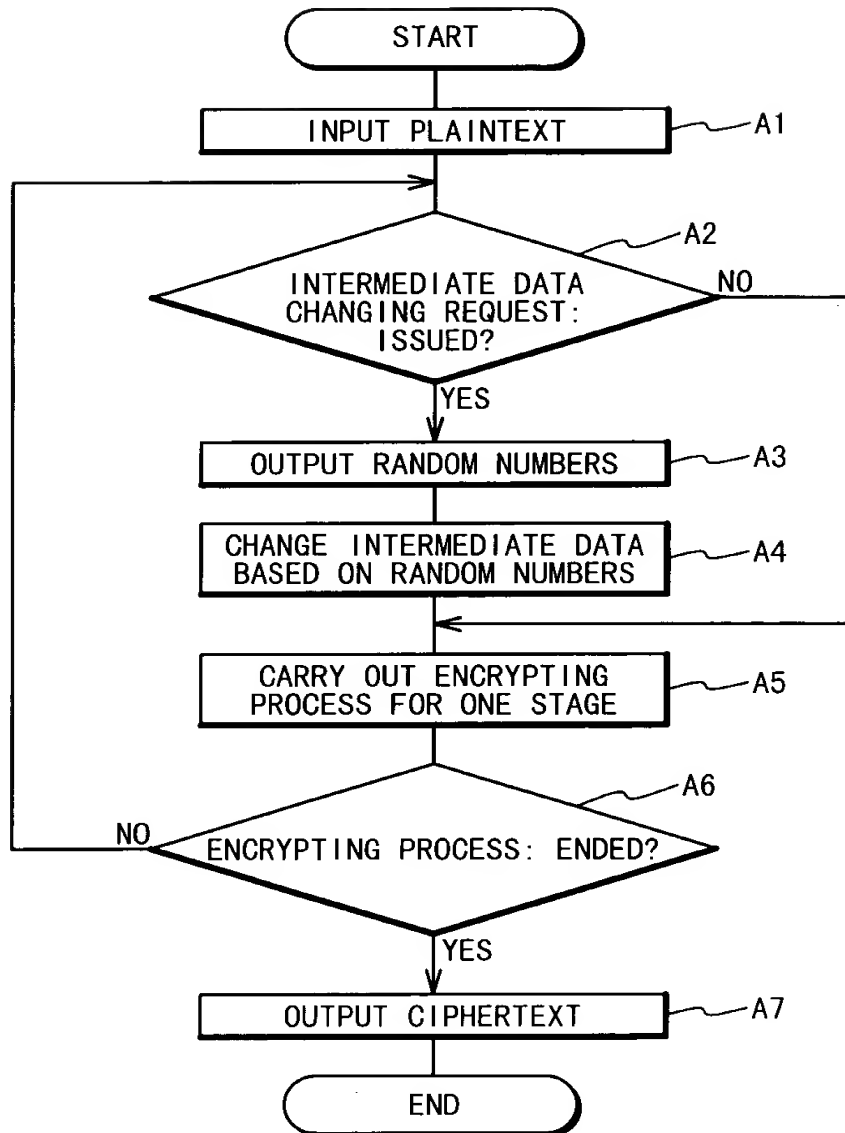 START
INPUT PLAINTEXT
A1
A2
INTERMEDIATE DATA
CHANGING REQUEST:
ISSUED?
NO
YES
OUTPUT RANDOM NUMBERS
A3
CHANGE INTERMEDIATE DATA
BASED ON RANDOM NUMBERS
A4
CARRY OUT ENCRYPTING
PROCESS FOR ONE STAGE
A5
A6
NO
ENCRYPTING PROCESS: ENDED?
YES
OUTPUT CIPHERTEXT
A7
END